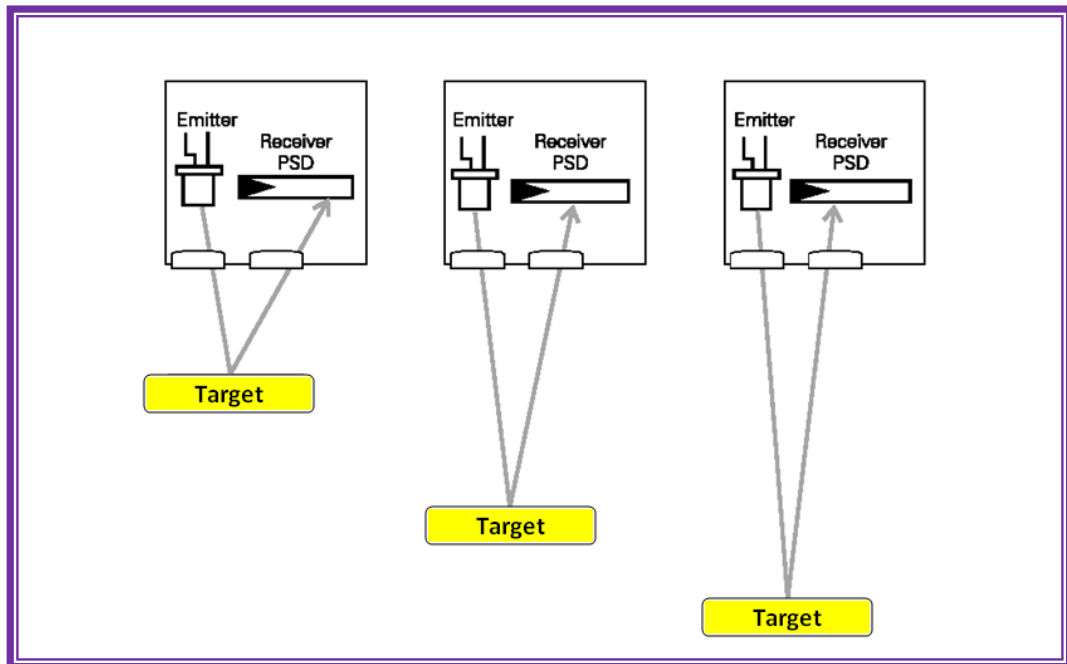 Emitter
Receiver
PSD
Emitter
Receiver
PSD
Emitter
Receiver
PSD
Target
Target
Target